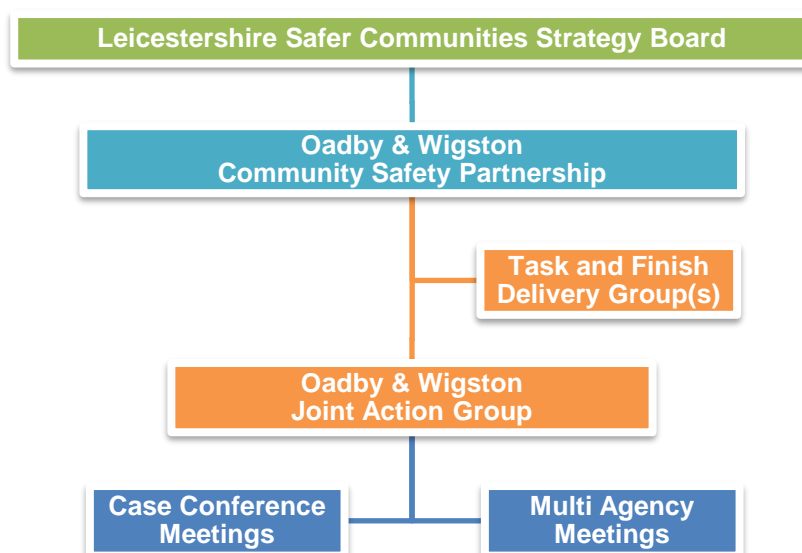 Leicestershire Safer Communities Strategy Board
Oadby & Wigston
Community Safety Partnership
Task and Finish
Delivery Group(s)
Oadby & Wigston
Joint Action Group
Case Conference
Meetings
Multi Agency
Meetings